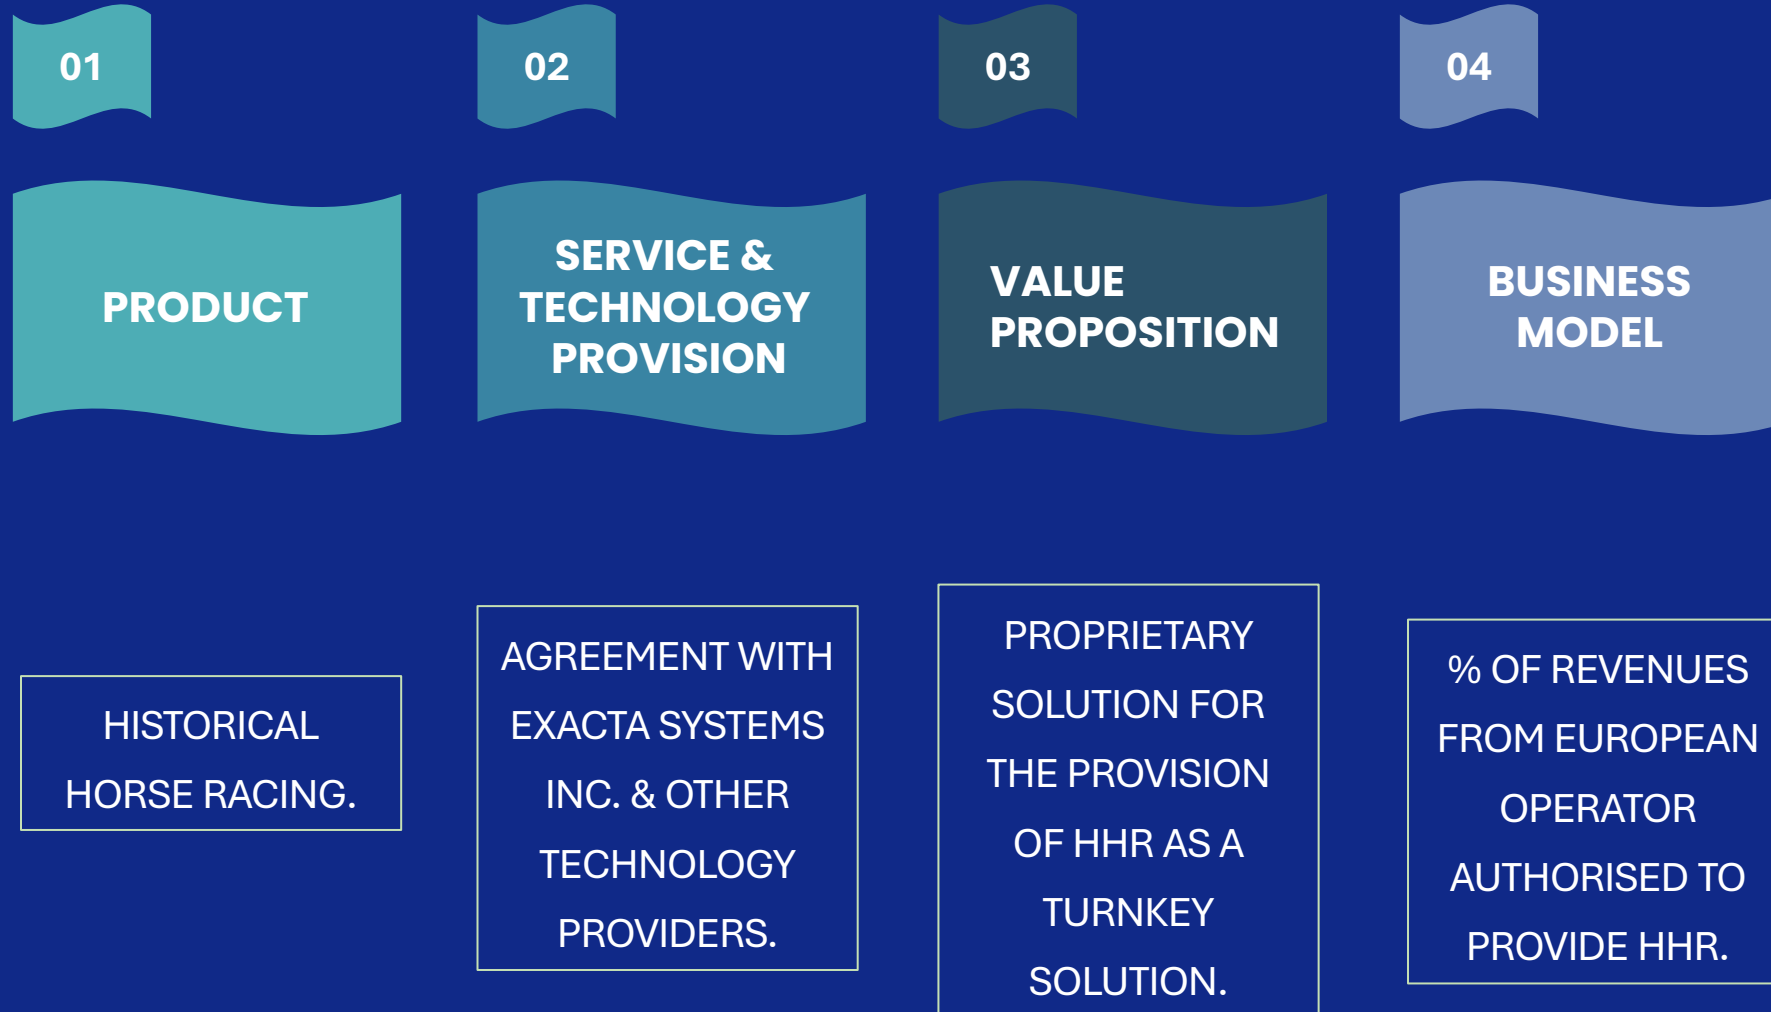 01
PRODUCT
HISTORICAL
HORSE RACING.
02
SERVICE &
TECHNOLOGY
PROVISION
AGREEMENT WITH
EXACTA SYSTEMS
INC. & OTHER
TECHNOLOGY
PROVIDERS.
03
VALUE
PROPOSITION
PROPRIETARY
SOLUTION FOR
THE PROVISION
OF HHR AS A
TURNKEY
SOLUTION.
04
BUSINESS
MODEL
% OF REVENUES
FROM EUROPEAN
OPERATOR
AUTHORISED TO
PROVIDE HHR.